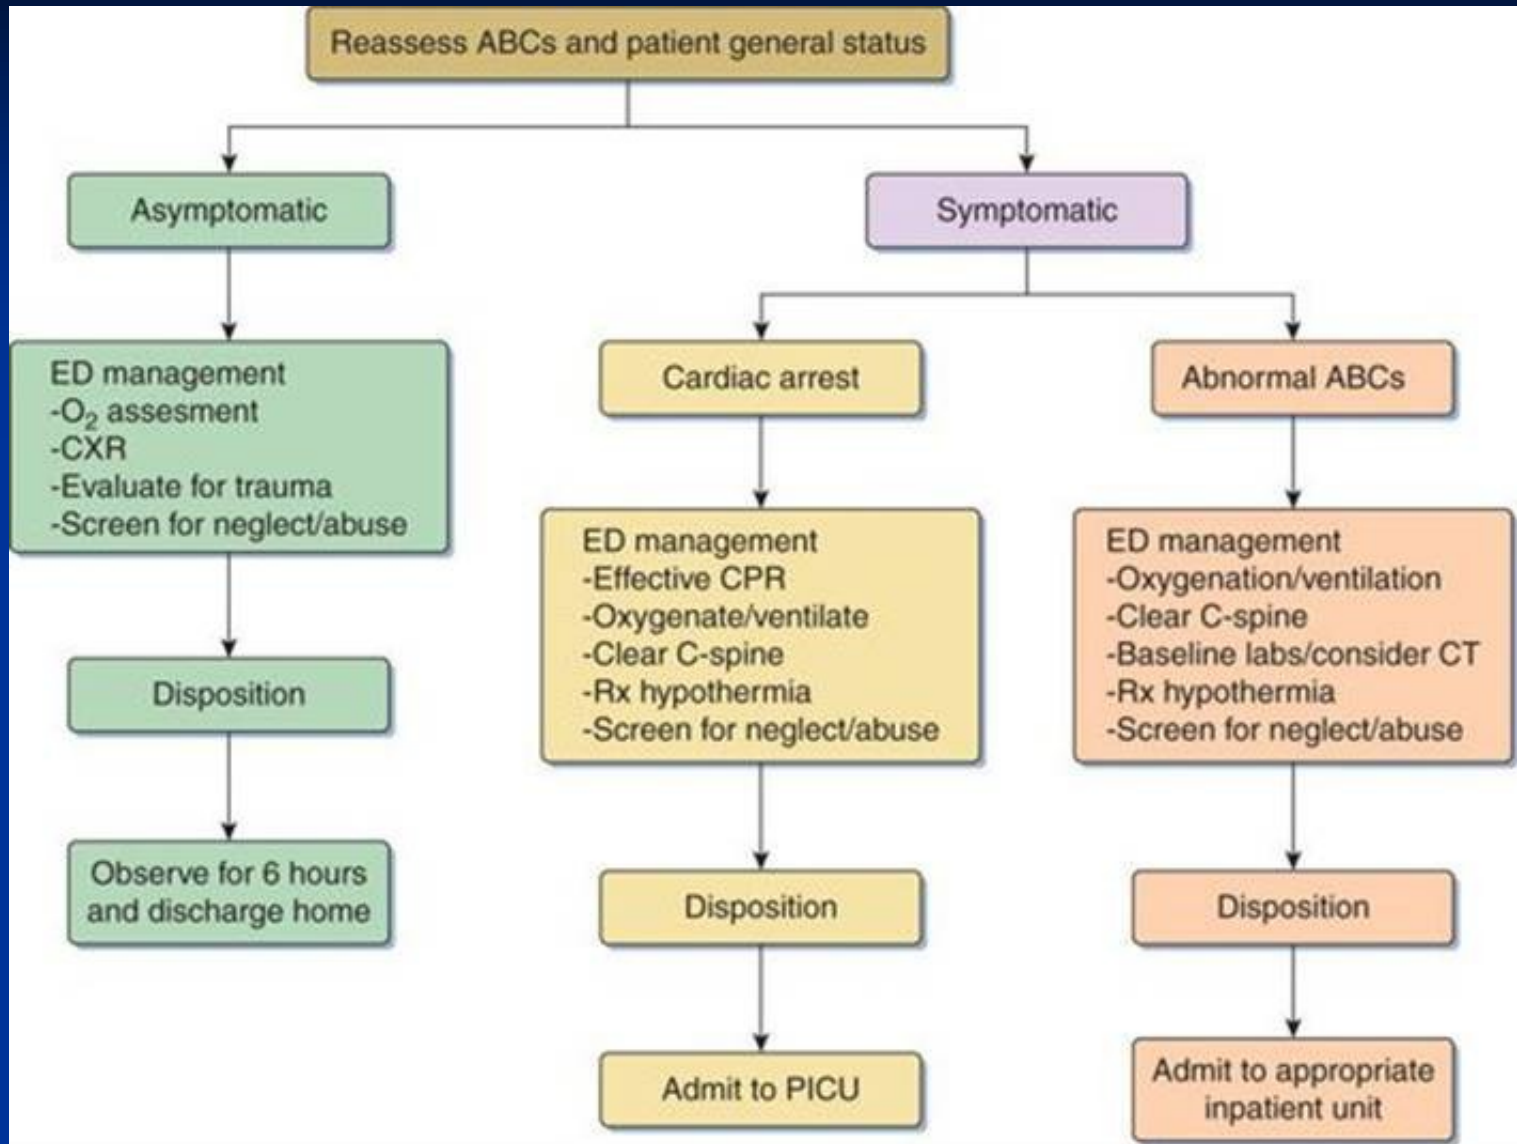 Reassess ABCs and patient general status
Asymptomatic
Symptomatic
ED management
-O₂ assesment
-CXR
-Evaluate for trauma
-Screen for neglect/abuse
Disposition
Observe for 6 hours
and discharge home
Cardiac arrest
ED management
-Effective CPR
-Oxygenate/ventilate
-Clear C-spine
-Rx hypothermia
-Screen for neglect/abuse
Disposition
Admit to PICU
Abnormal ABCs
ED management
-Oxygenation/ventilation
-Clear C-spine
-Baseline labs/consider CT
-Rx hypothermia
-Screen for neglect/abuse
Disposition
Admit to appropriate
inpatient unit